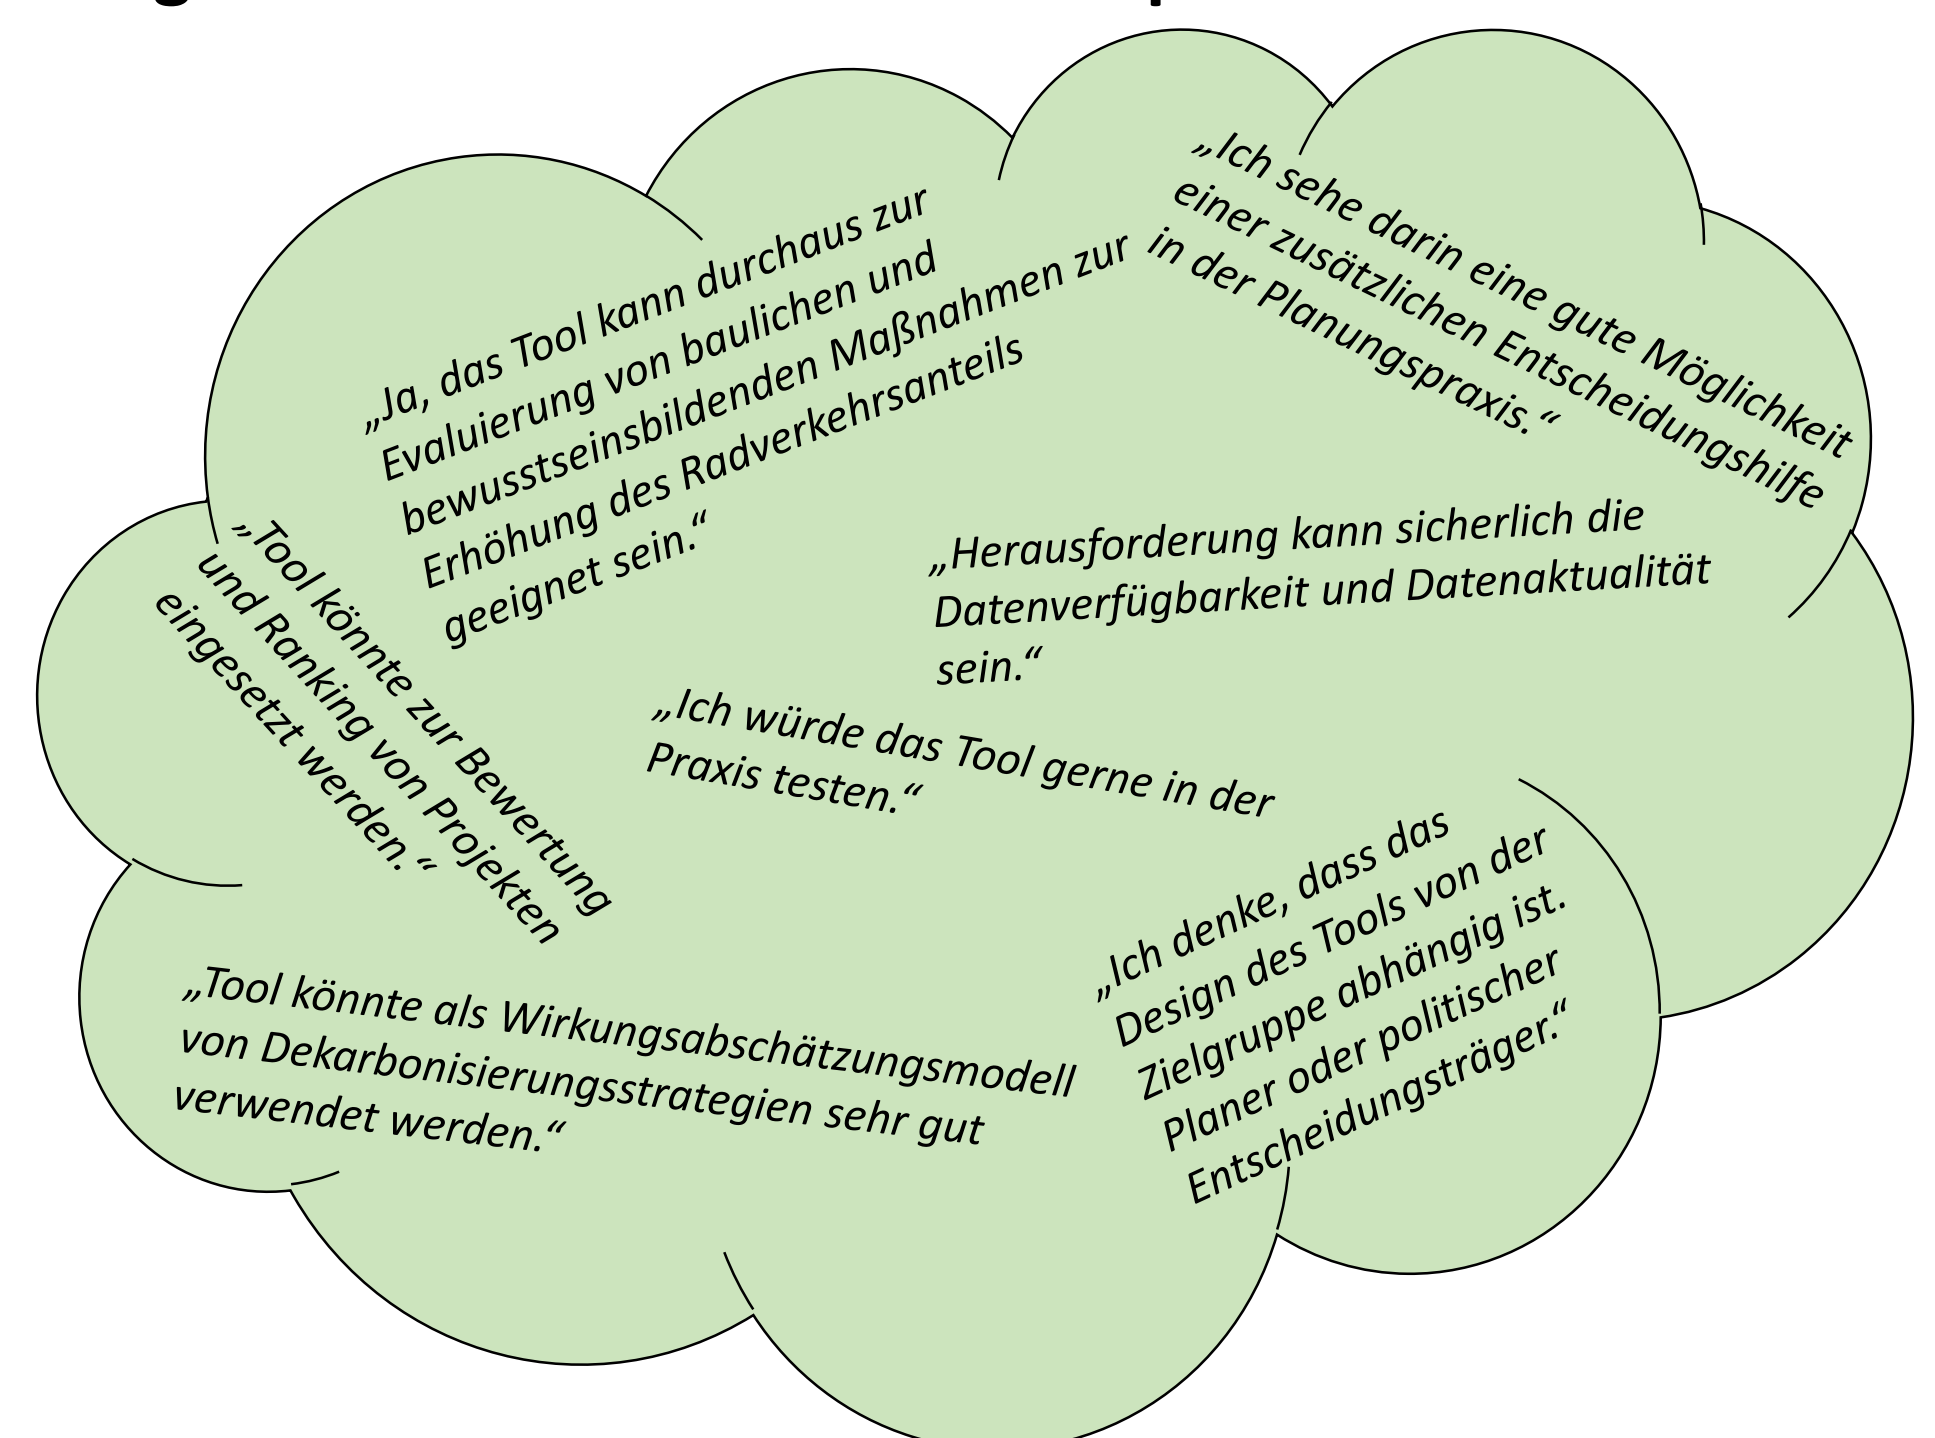 „Ja, das Tool kann durchaus zur
Evaluierung von baulichen und
bewusstseinsbildenden Maßnahmen zur
Erhöhung des Radverkehrsanteils
geeignet sein.“
„Ich sehe darin eine gute Möglichkeit
einer zusätzlichen Entscheidungshilfe
in der Planungspraxis.“
„Herausforderung kann sicherlich die
Datenverfügbarkeit und Datenaktualität
sein.“
„Tool könnte zur Bewertung
und Ranking von Projekten
eingesetzt werden.“
„Ich würde das Tool gerne in der
Praxis testen.“
„Ich denke, dass das
Design des Tools von der
Zielgruppe abhängig ist.
Planer oder politischer
Entscheidungsträger.“
„Tool könnte als Wirkungsabschätzungsmodell
von Dekarbonisierungsstrategien sehr gut
verwendet werden.“